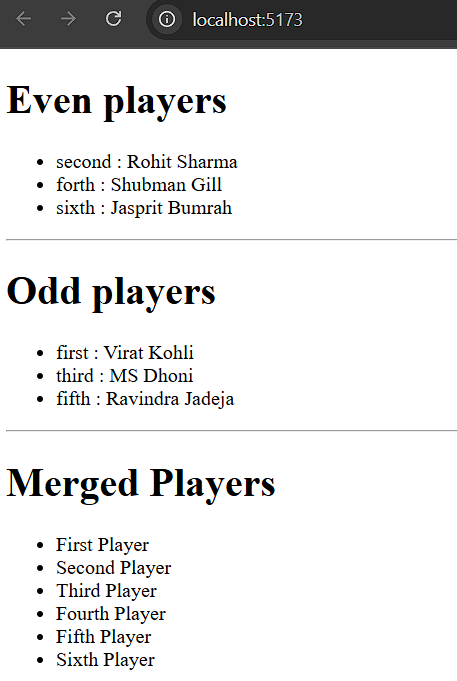 localhost:5173
Even players
second : Rohit Sharma
forth : Shubman Gill
sixth : Jasprit Bumrah
Odd players
first : Virat Kohli
third : MS Dhoni
fifth : Ravindra Jadeja
Merged Players
First Player
Second Player
Third Player
Fourth Player
Fifth Player
Sixth Player